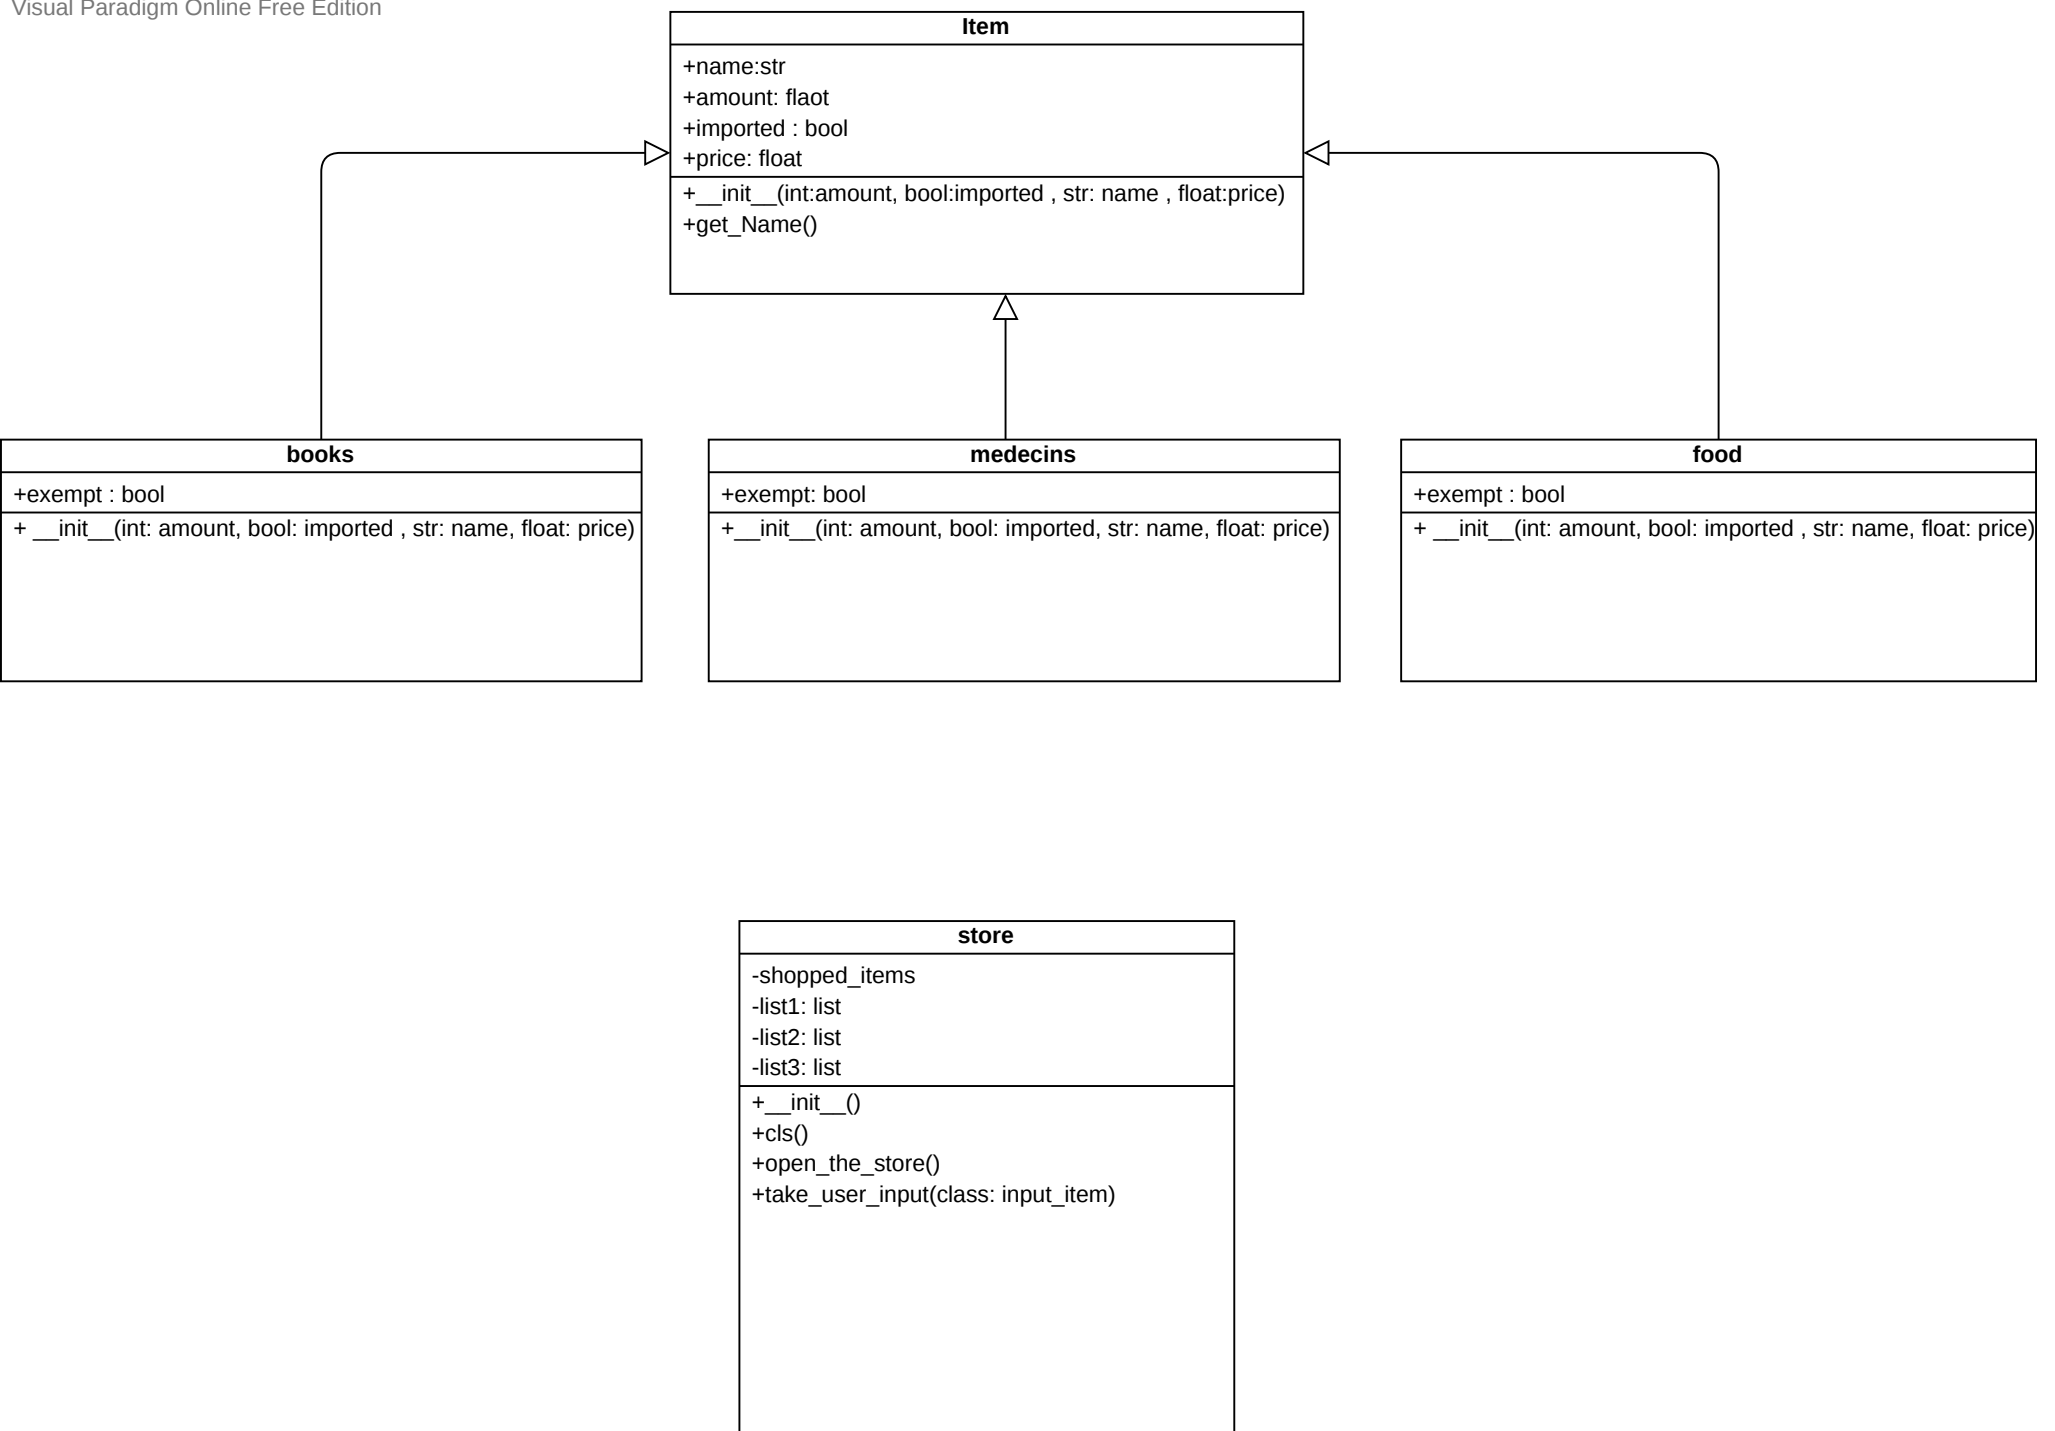 Visual Paradigm Online Free Edition
Item
+name:str
+amount: flaot
+imported : bool
+price: float
+__init__(int:amount, bool:imported , str: name , float:price)
+get_Name()
books
+exempt : bool
+ __init__(int: amount, bool: imported , str: name, float: price)
medecins
+exempt: bool
+__init__(int: amount, bool: imported, str: name, float: price)
food
+exempt : bool
+ __init__(int: amount, bool: imported , str: name, float: price)
store
-shopped_items
-list1: list
-list2: list
-list3: list
+__init__()
+cls()
+open_the_store()
+take_user_input(class: input_item)